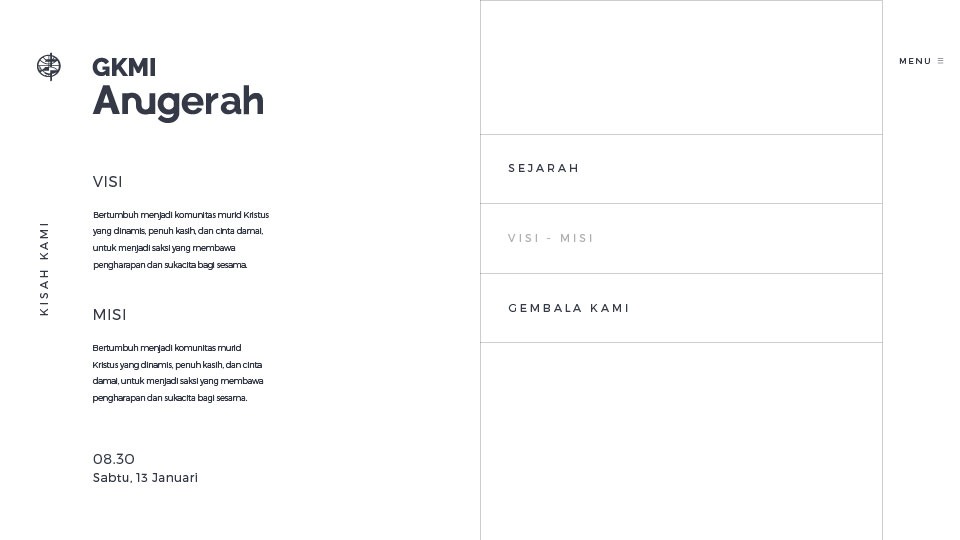 GKMI
Anugerah
KISAH KAMI
VISI
Bertumbuh menjadi komunitas murid Kristus
yang dinamis, penuh kasih, dan cinta damai,
untuk menjadi saksi yang membawa
pengharapan dan sukacita bagi sesama.
MISI
Bertumbuh menjadi komunitas murid
Kristus yang dinamis, penuh kasih, dan cinta
damai, untuk menjadi saksi yang membawa
pengharapan dan sukacita bagi sesama.
08.30
Sabtu, 13 Januari
SEJARAH
VISI - MISI
GEMBALA KAMI
MENU